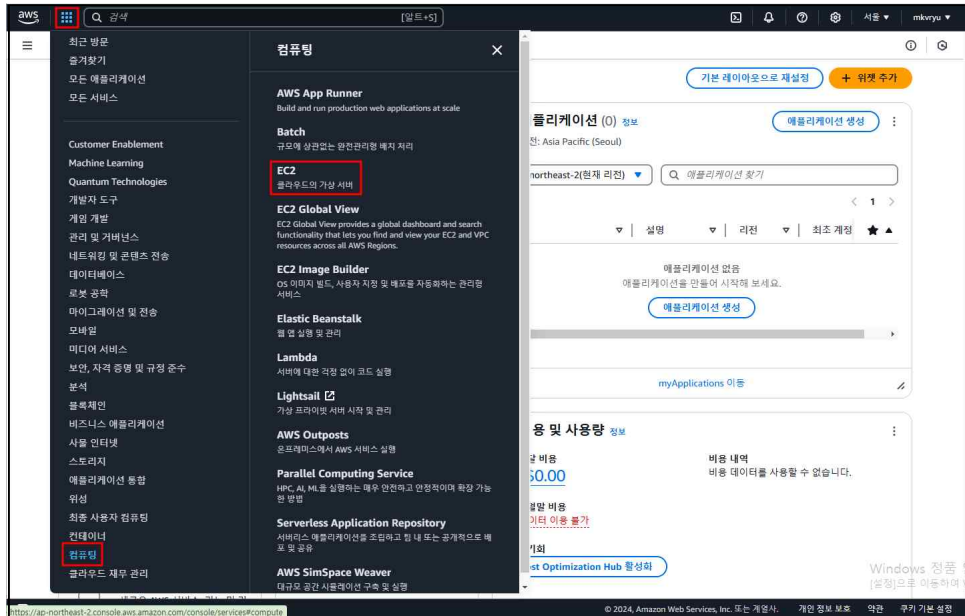 aws
검색
[알트+S]
서울 ▼
mkvryu ▼
최근 방문
즐겨찾기
모든 애플리케이션
모든 서비스
Customer Enablement
Machine Learning
Quantum Technologies
개발자 도구
게임 개발
관리 및 거버넌스
네트워킹 및 콘텐츠 전송
데이터베이스
로봇 공학
마이그레이션 및 전송
모바일
미디어 서비스
보안, 자격 증명 및 규정 준수
분석
블록체인
비즈니스 애플리케이션
사물 인터넷
스토리지
애플리케이션 통합
위성
최종 사용자 컴퓨팅
컨테이너
컴퓨팅
클라우드 재무 관리
컴퓨팅
AWS App Runner
Build and run production web applications at scale
Batch
규모에 상관없는 완전관리형 배치 처리
EC2
클라우드의 가상 서버
EC2 Global View
EC2 Global View provides a global dashboard and search
functionality that lets you find and view your EC2 and VPC
resources across all AWS Regions.
EC2 Image Builder
OS 이미지 빌드, 사용자 지정 및 배포를 자동화하는 관리형
서비스
Elastic Beanstalk
웹 앱 실행 및 관리
Lambda
서버에 대한 걱정 없이 코드 실행
Lightsail
가상 프라이빗 서버 시작 및 관리
AWS Outposts
온프레미스에서 AWS 서비스 실행
Parallel Computing Service
HPC, AI, ML을 실행하는 매우 안전하고 안정적이며 확장 가능
한 방법
Serverless Application Repository
서버리스 애플리케이션을 조립하고 팀 내 또는 공개적으로 배
포 및 공유
AWS SimSpace Weaver
대규모 공간 시뮬레이션 구축 및 실행
기본 레이아웃으로 재설정
+ 위젯 추가
플리케이션 (0) 정보
애플리케이션 생성
전: Asia Pacific (Seoul)
northeast-2(현재 리전) ▼
애플리케이션 찾기
< 1 >
설명
리전
최초 계정
애플리케이션 없음
애플리케이션을 만들어 시작해 보세요.
애플리케이션 생성
myApplications 이동
용 및 사용량 정보
비용
$0.00
비용 내역
비용 데이터를 사용할 수 없습니다.
월말 비용
이터 이용 불가
기회
st Optimization Hub 활성화
Windows 정품
https://ap-northeast-2.console.aws.amazon.com/console/services#compute
© 2024, Amazon Web Services, Inc. 또는 계열사.
개인 정보 보호
약관
쿠키 기본 설정